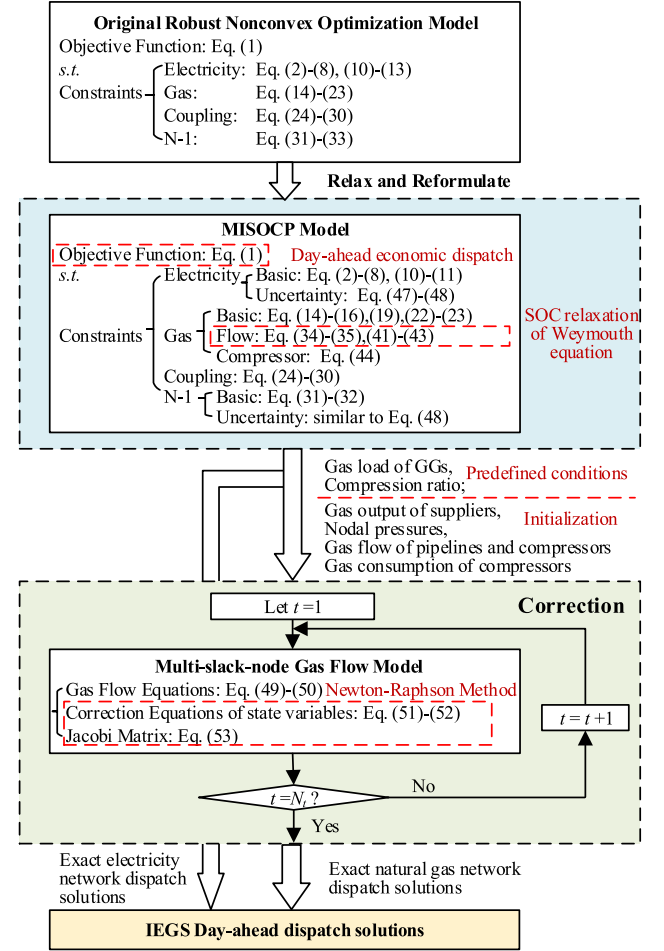 Original Robust Nonconvex Optimization Model
Objective Function: Eq. (1)
s.t.
Electricity: Eq. (2)-(8), (10)-(13)
Constraints
Gas: Eq. (14)-(23)
Coupling: Eq. (24)-(30)
N-1: Eq. (31)-(33)
Relax and Reformulate
MISOCP Model
Objective Function: Eq. (1)
Day-ahead economic dispatch
s.t.
Electricity
Basic: Eq. (2)-(8), (10)-(11)
Uncertainty: Eq. (47)-(48)
Constraints
Gas
Basic: Eq. (14)-(16),(19),(22)-(23)
Flow: Eq. (34)-(35),(41)-(43)
Compressor: Eq. (44)
Coupling: Eq. (24)-(30)
N-1
Basic: Eq. (31)-(32)
Uncertainty: similar to Eq. (48)
SOC relaxation
of Weymouth
equation
Gas load of GGs,
Compression ratio;
Predefined conditions
Gas output of suppliers,
Initialization
Nodal pressures,
Gas flow of pipelines and compressors
Gas consumption of compressors
Let t =1
Correction
Multi-slack-node Gas Flow Model
Gas Flow Equations: Eq. (49)-(50) Newton-Raphson Method
Correction Equations of state variables: Eq. (51)-(52)
Jacobi Matrix: Eq. (53)
t = t +1
t =Nt ?
No
Yes
Exact electricity
network dispatch
solutions
Exact natural gas network
dispatch solutions
IEGS Day-ahead dispatch solutions